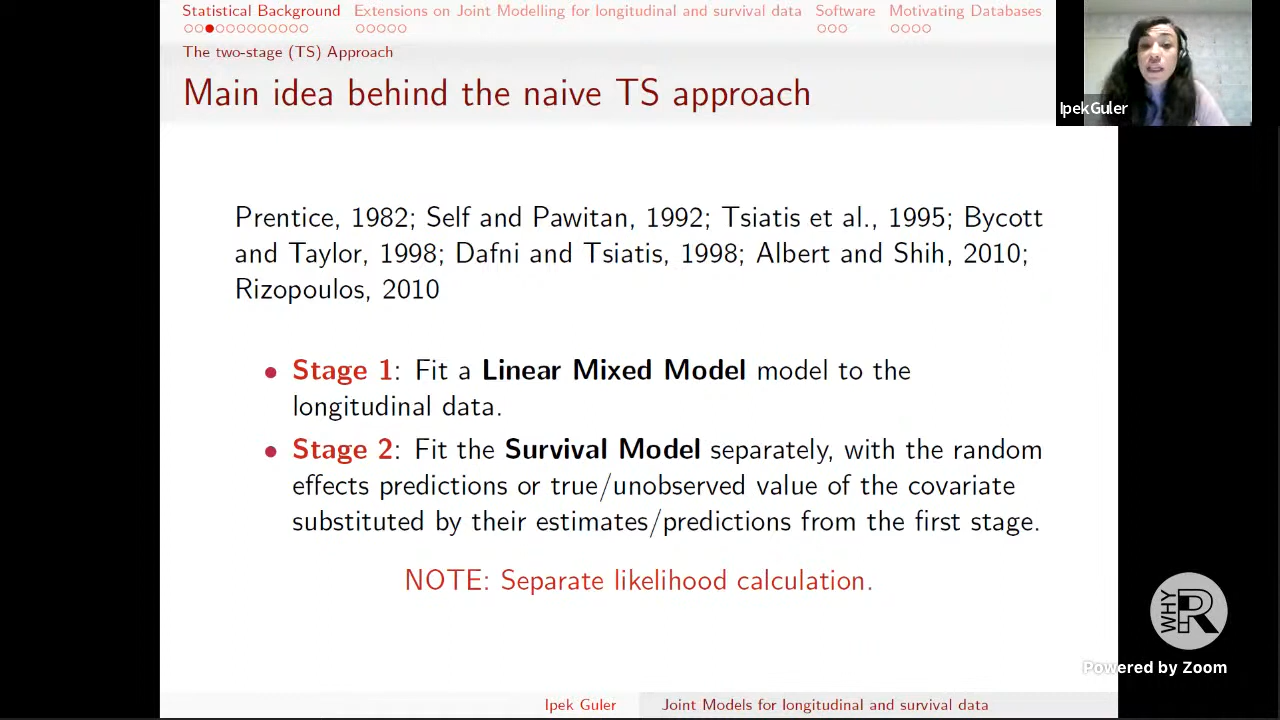 Statistical Background Extensions on Joint Modelling for longitudinal and survival data Software Motivating Databases
The two-stage (TS) Approach
Main idea behind the naive TS approach
Ipek Guler
Prentice, 1982; Self and Pawitan, 1992; Tsiatis et al., 1995; Bycott
and Taylor, 1998; Dafni and Tsiatis, 1998; Albert and Shih, 2010;
Rizopoulos, 2010
• Stage 1: Fit a Linear Mixed Model model to the
longitudinal data.
• Stage 2: Fit the Survival Model separately, with the random
effects predictions or true/unobserved value of the covariate
substituted by their estimates/predictions from the first stage.
NOTE: Separate likelihood calculation.
WHY R
Powered by Zoom
Ipek Guler Joint Models for longitudinal and survival data